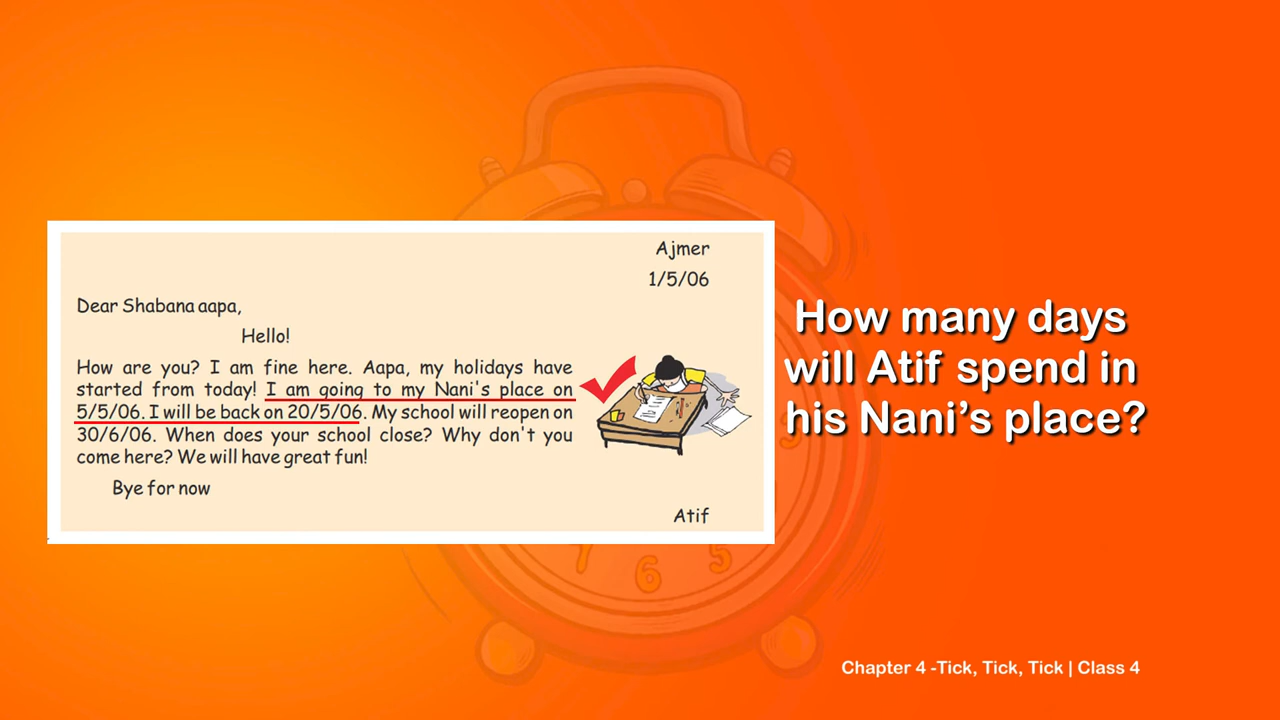 Ajmer
1/5/06
Dear Shabana aapa,
Hello!
How are you? I am fine here. Aapa, my holidays have
started from today! I am going to my Nani's place on
5/5/06. I will be back on 20/5/06. My school will reopen on
30/6/06. When does your school close? Why don't you
come here? We will have great fun!
Bye for now
Atif
How many days
will Atif spend in
his Nani’s place?
7 6 5
Chapter 4 -Tick, Tick, Tick | Class 4